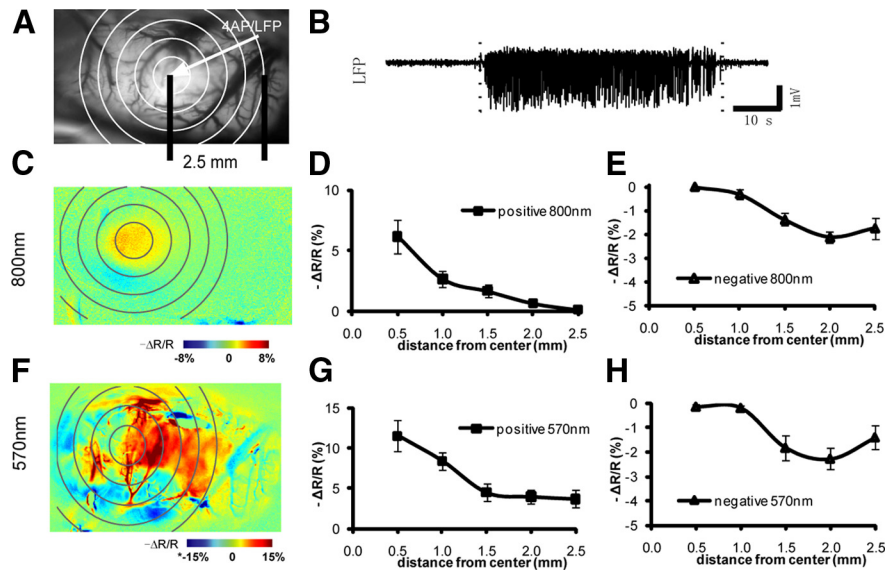 A
4AP/LFP
2.5 mm
B
LFP
10 s
1mV
C
800nm
−ΔR/R
-8% 0 8%
D
- ΔR/R (%)
10
5
0
positive 800nm
0.0 0.5 1.0 1.5 2.0 2.5
distance from center (mm)
E
- ΔR/R (%)
0
-1
-2
-3
-4
-5
negative 800nm
0.0 0.5 1.0 1.5 2.0 2.5
distance from center (mm)
F
570nm
−ΔR/R
*-15% 0 15%
G
- ΔR/R (%)
15
10
5
0
positive 570nm
0.0 0.5 1.0 1.5 2.0 2.5
distance from center (mm)
H
- ΔR/R (%)
0
-1
-2
-3
-4
-5
negative 570nm
0.0 0.5 1.0 1.5 2.0 2.5
distance from center (mm)